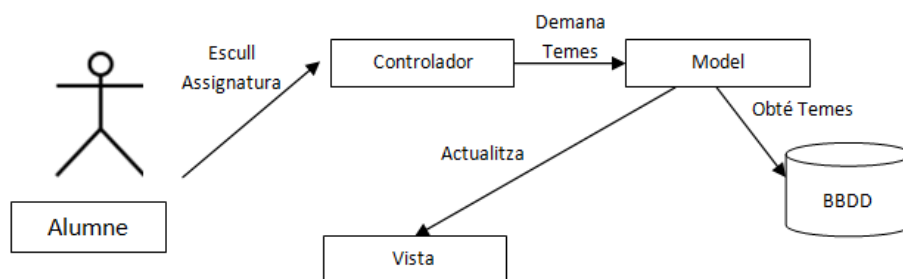 Demana
Temes
Escull
Assignatura
Controlador
Model
Obté Temes
Actualitza
BBDD
Alumne
Vista